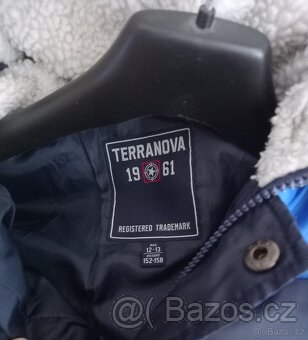 TERRANOVA
19 61
REGISTERED TRADEMARK
12-13
152-158
Bazos.cz